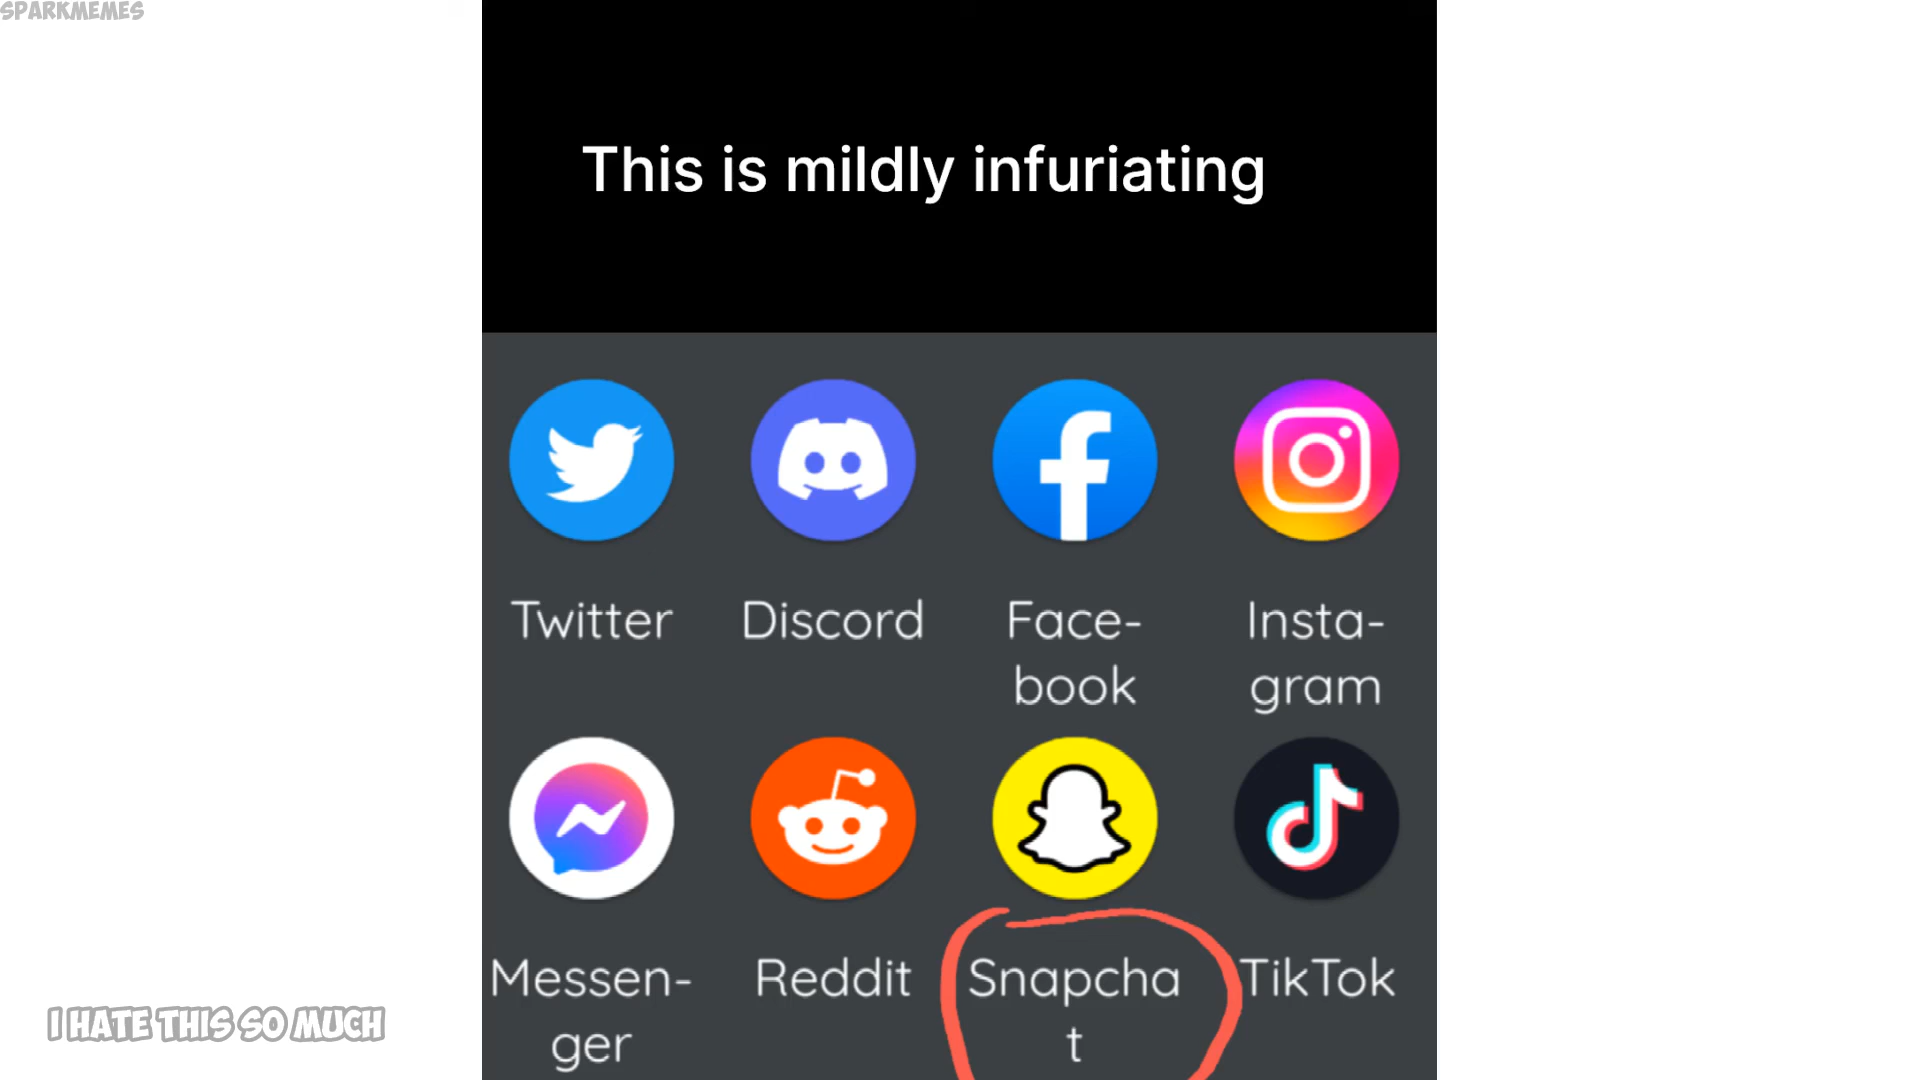 SPARKMEMES
This is mildly infuriating
Twitter Discord Face- Insta-
book gram
Messen- Reddit Snapcha TikTok
ger t
I HATE THIS SO MUCH